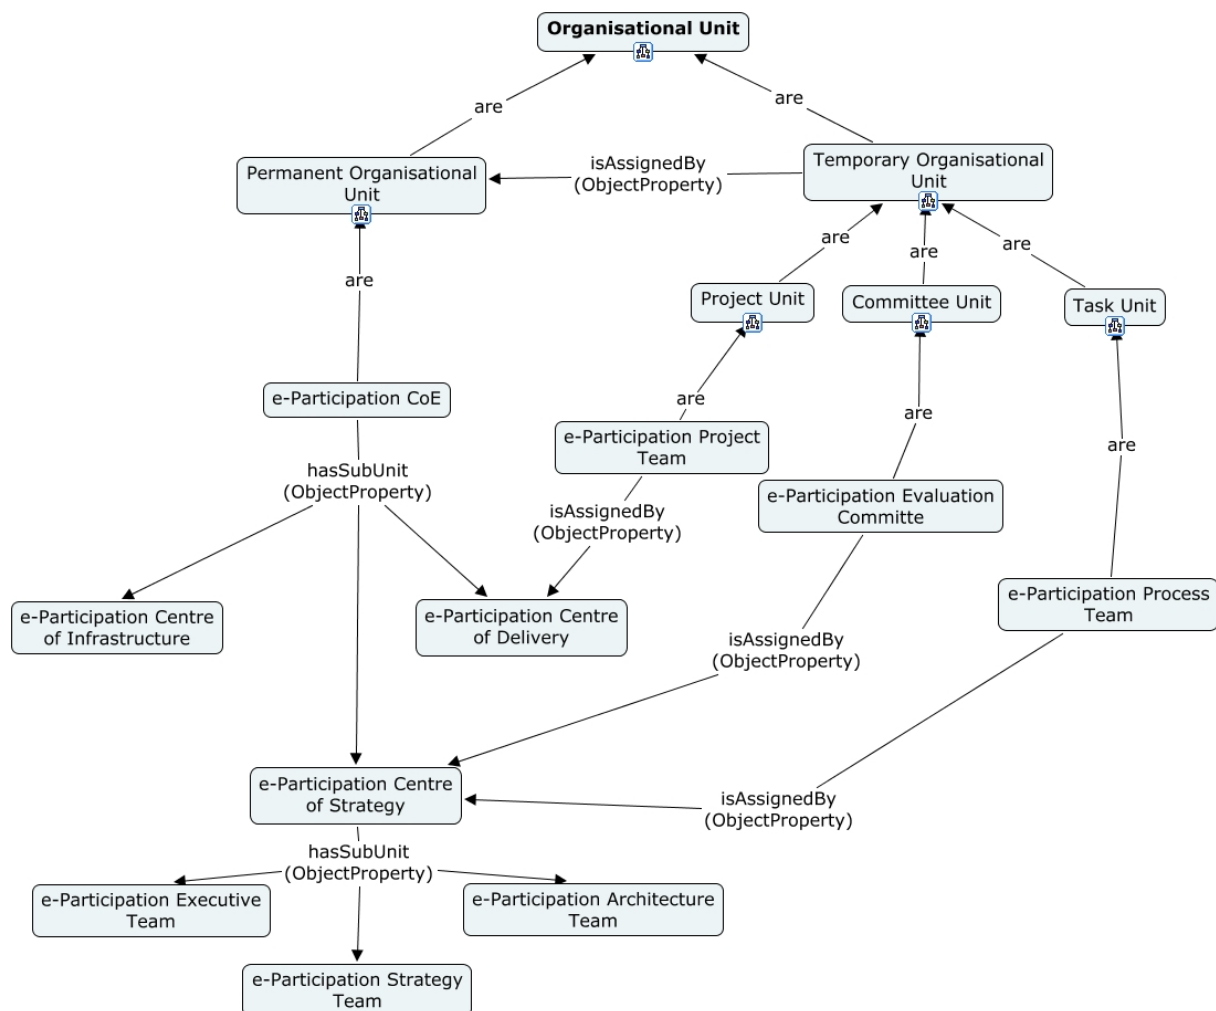 Organisational Unit
are
are
Permanent Organisational
Unit
isAssignedBy
(ObjectProperty)
Temporary Organisational
Unit
are
are
are
are
Project Unit
Committee Unit
Task Unit
e-Participation CoE
are
are
are
e-Participation Project
Team
hasSubUnit
(ObjectProperty)
isAssignedBy
(ObjectProperty)
e-Participation Evaluation
Committe
e-Participation Centre
of Infrastructure
e-Participation Centre
of Delivery
e-Participation Process
Team
isAssignedBy
(ObjectProperty)
e-Participation Centre
of Strategy
isAssignedBy
(ObjectProperty)
hasSubUnit
(ObjectProperty)
e-Participation Executive
Team
e-Participation Architecture
Team
e-Participation Strategy
Team